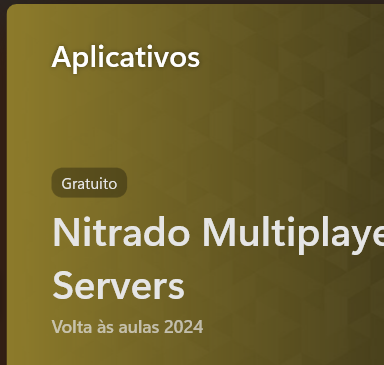 Aplicativos
Gratuito
Nitrado Multiplaye
Servers
Volta às aulas 2024